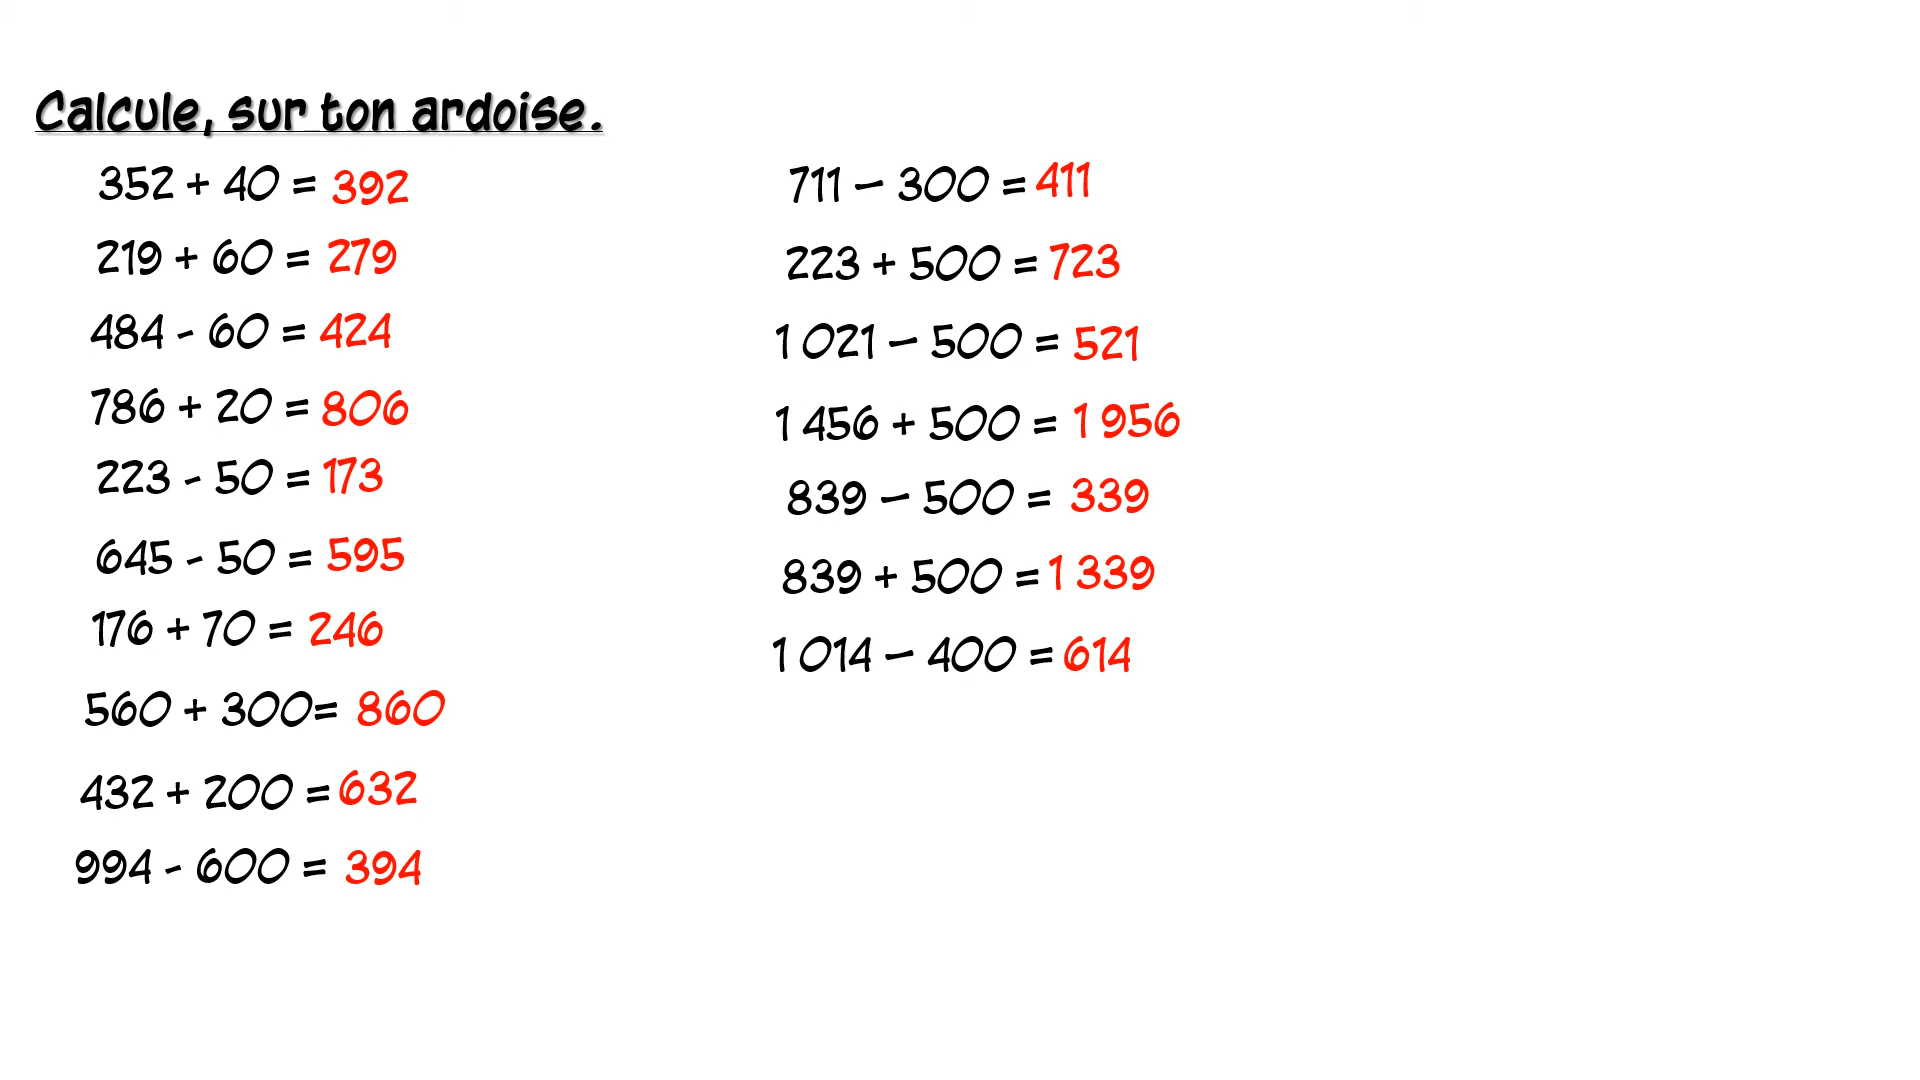 Calcule, sur ton ardoise.
352 + 40 = 392
219 + 60 = 279
484 - 60 = 424
786 + 20 = 806
223 - 50 = 173
645 - 50 = 595
176 + 70 = 246
560 + 300= 860
432 + 200 = 632
994 - 600 = 394
711 – 300 = 411
223 + 500 = 723
1 021 – 500 = 521
1 456 + 500 = 1 956
839 – 500 = 339
839 + 500 = 1 339
1 014 – 400 = 614